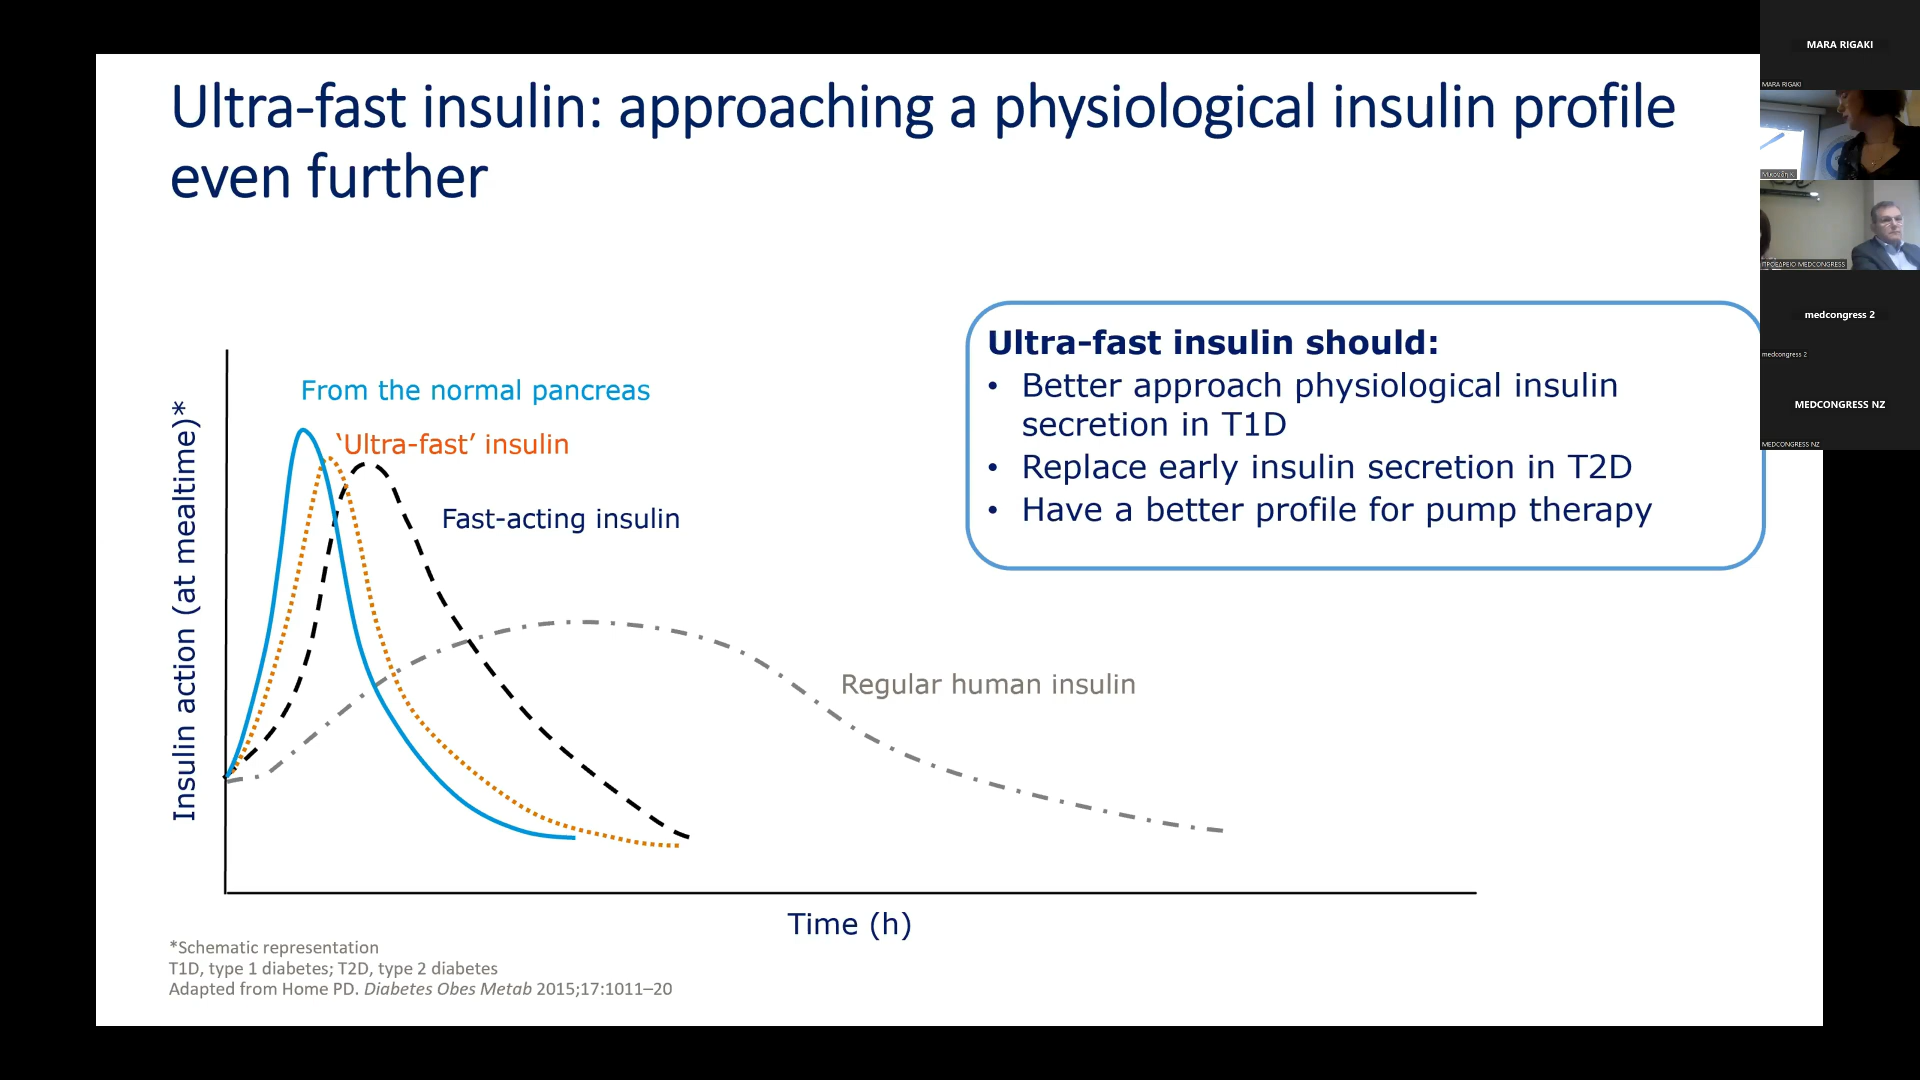 Ultra-fast insulin: approaching a physiological insulin profile
even further
Ultra-fast insulin should:
• Better approach physiological insulin
secretion in T1D
• Replace early insulin secretion in T2D
• Have a better profile for pump therapy
From the normal pancreas
‘Ultra-fast’ insulin
Fast-acting insulin
Regular human insulin
Insulin action (at mealtime)*
Time (h)
*Schematic representation
T1D, type 1 diabetes; T2D, type 2 diabetes
Adapted from Home PD. Diabetes Obes Metab 2015;17:1011–20
MARA RIGAKI
MARA RIGAKI
ΠΡΟΕΔΡΕΙΟ MEDCONGRESS
medcongress 2
medcongress 2
MEDCONGRESS NZ
MEDCONGRESS NZ